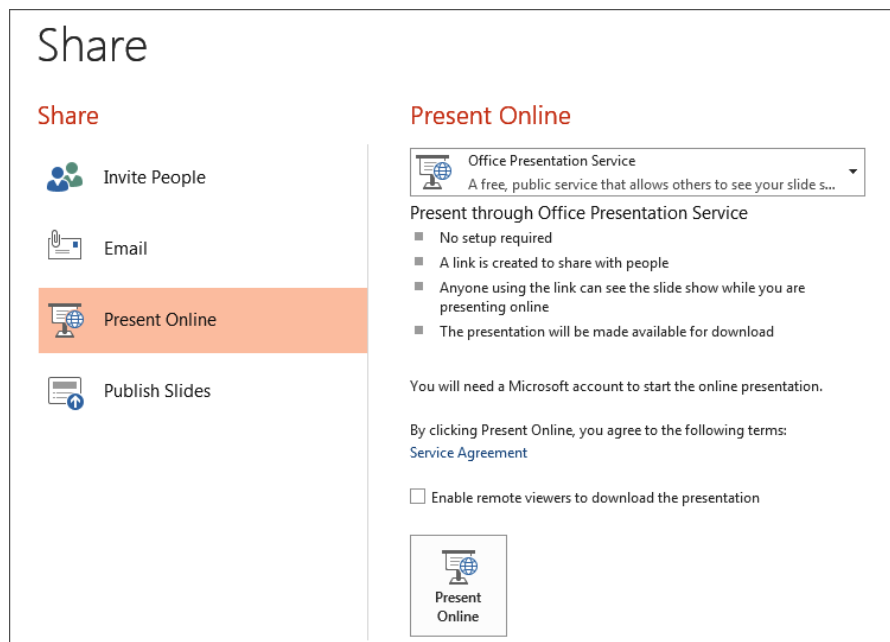 Share
Share
Invite People
Email
Present Online
Publish Slides
Present Online
Office Presentation Service
A free, public service that allows others to see your slide s...
Present through Office Presentation Service
No setup required
A link is created to share with people
Anyone using the link can see the slide show while you are
presenting online
The presentation will be made available for download
You will need a Microsoft account to start the online presentation.
By clicking Present Online, you agree to the following terms:
Service Agreement
Enable remote viewers to download the presentation
Present
Online